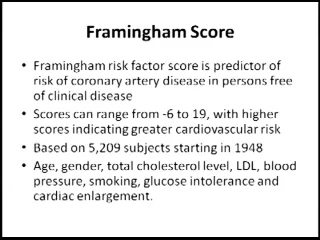 Framingham Score
• Framingham risk factor score is predictor of
risk of coronary artery disease in persons free
of clinical disease
• Scores can range from -6 to 19, with higher
scores indicating greater cardiovascular risk
• Based on 5,209 subjects starting in 1948
• Age, gender, total cholesterol level, LDL, blood
pressure, smoking, glucose intolerance and
cardiac enlargement.